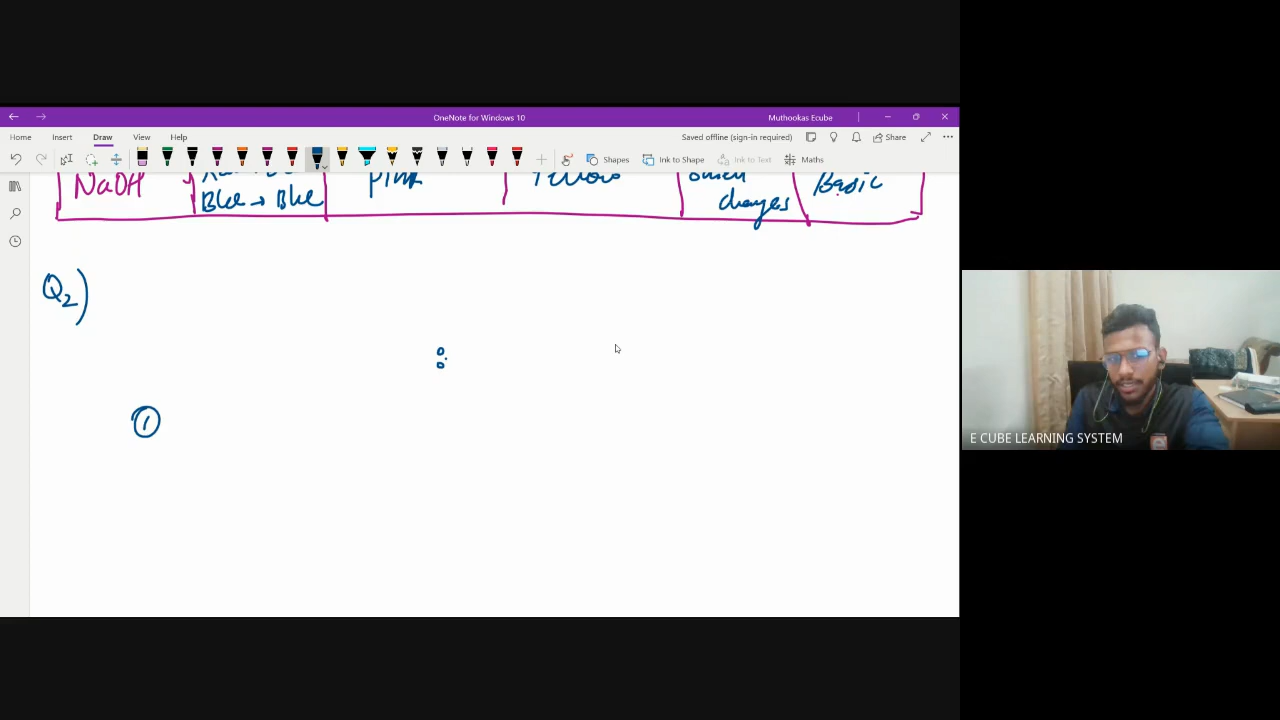 OneNote for Windows 10
Muthookas Ecube
Home Insert Draw View Help
Saved offline (sign-in required)
Share
Shapes
Ink to Shape
Ink to Text
Maths
NaOH
Blue → Blue
Pink
Yellow
changes
Basic
Q2)
1
E CUBE LEARNING SYSTEM